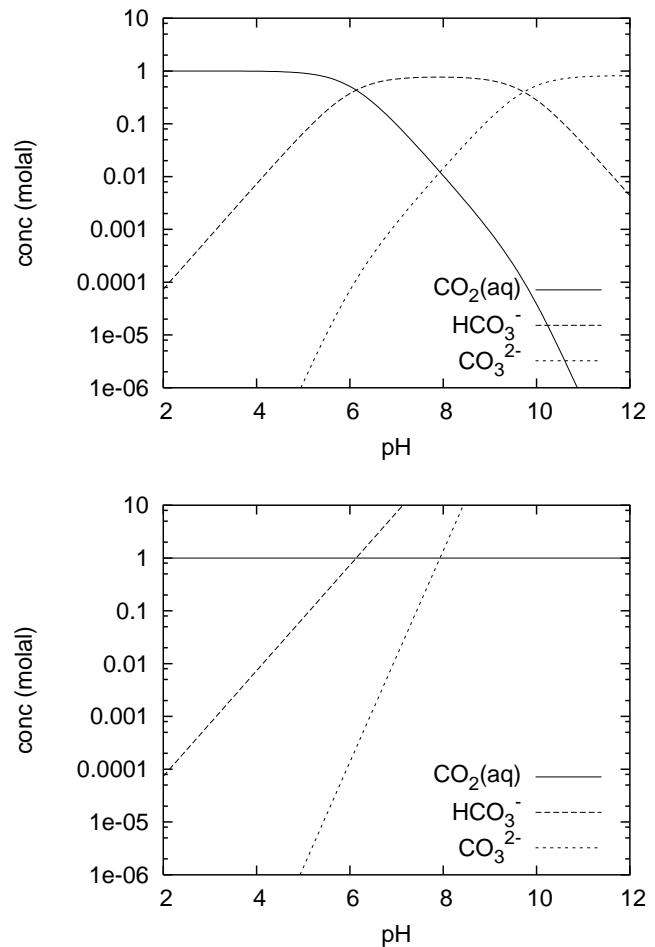 10
1
0.1
0.01
0.001
0.0001
1e-05
1e-06
conc (molal)
CO₂(aq)
HCO₃⁻
CO₃²⁻
2 4 6 8 10 12
pH
10
1
0.1
0.01
0.001
0.0001
1e-05
1e-06
conc (molal)
CO₂(aq)
HCO₃⁻
CO₃²⁻
2 4 6 8 10 12
pH